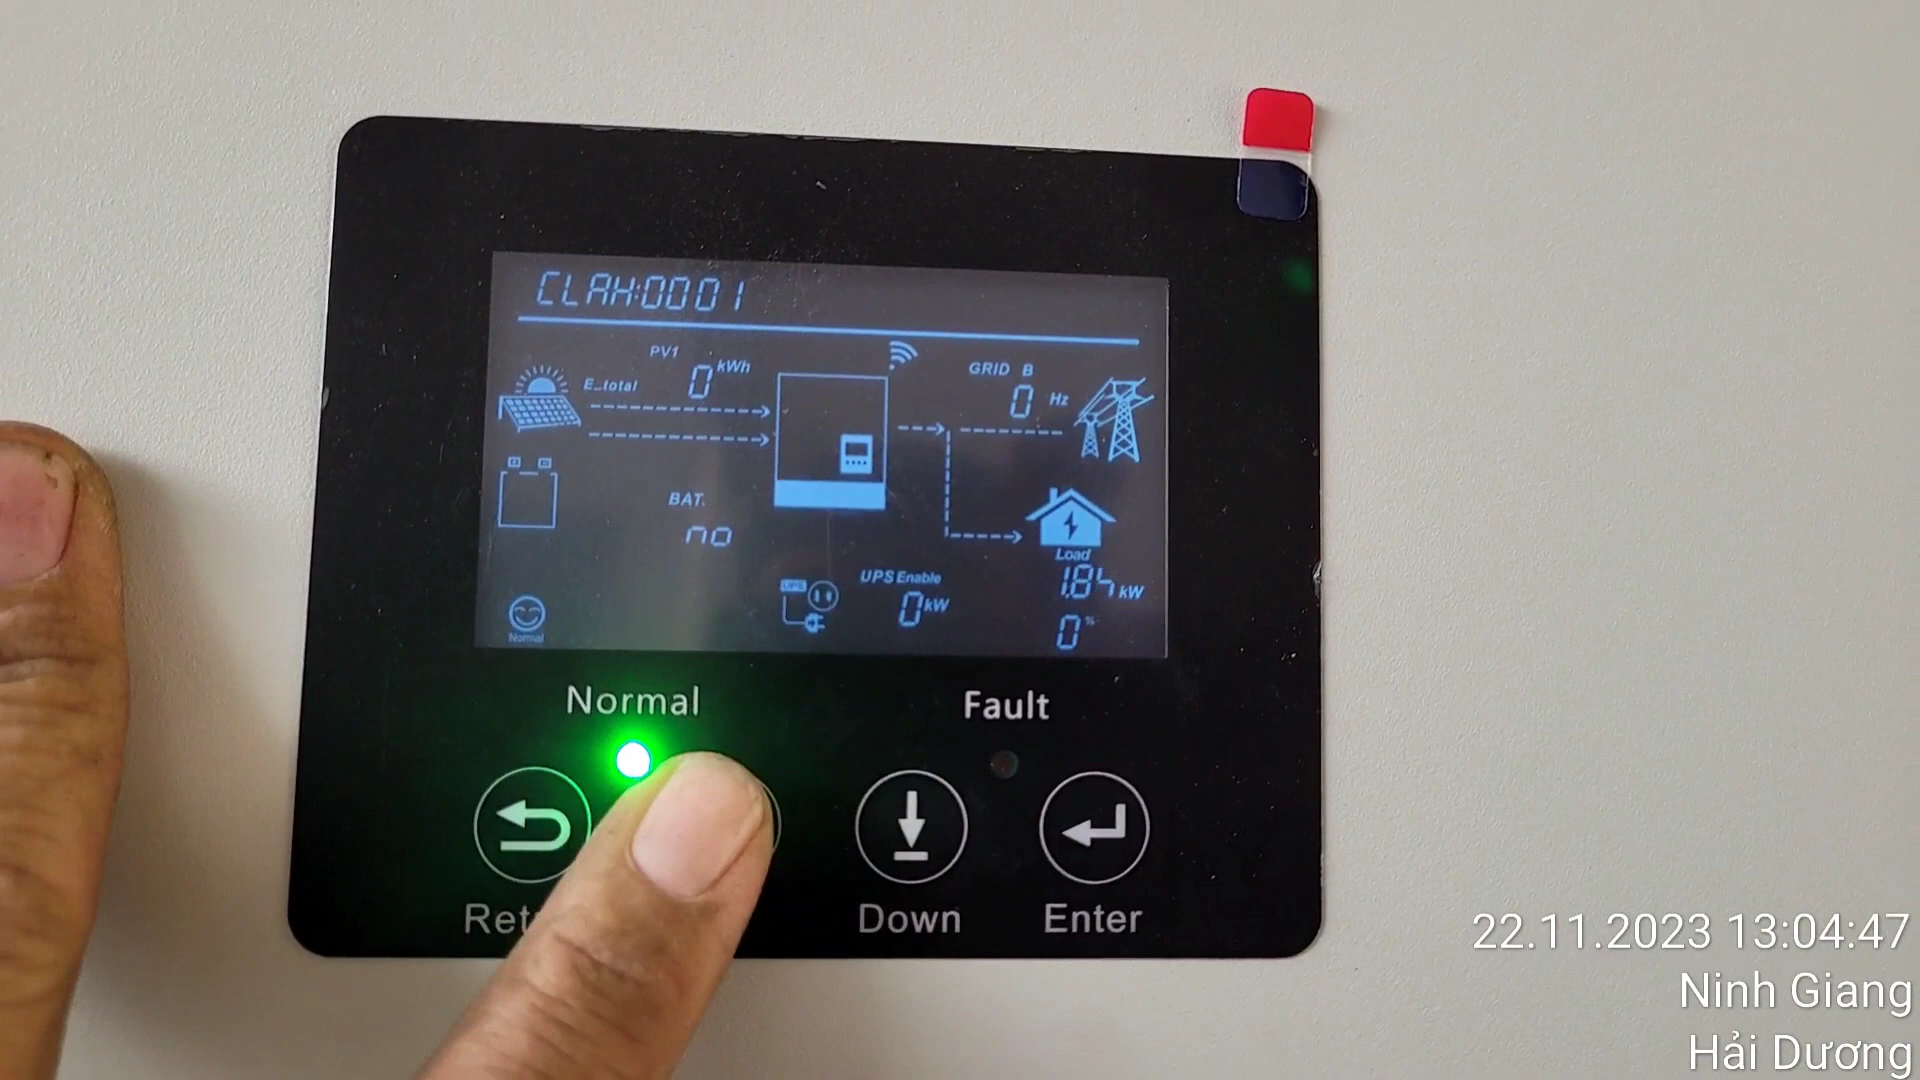 CLAH:0001
PV1
E_total 0 kWh
GRID B
0 Hz
BAT.
no
Load
1.84 kW
0 %
UPS
UPS Enable
0 kW
Normal
Normal Fault
Down Enter
22.11.2023 13:04:47
Ninh Giang
Hải Dương